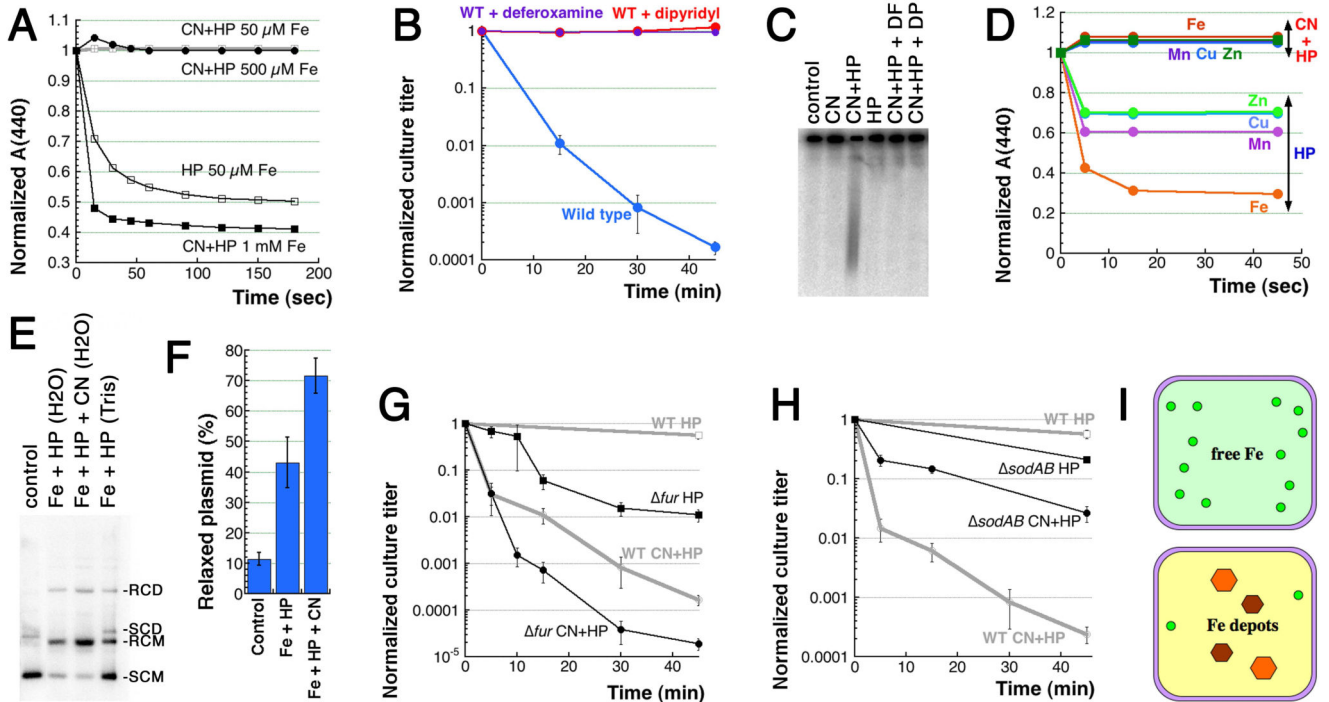 A
Normalized A(440)
1.1
1
0.9
0.8
0.7
0.6
0.5
0.4
0.3
CN+HP 50 µM Fe
CN+HP 500 µM Fe
HP 50 µM Fe
CN+HP 1 mM Fe
0 50 100 150 200
Time (sec)
B
Normalized culture titer
WT + deferoxamine WT + dipyridyl
1
0.1
0.01
0.001
0.0001
Wild type
0 10 20 30 40
Time (min)
C
control
CN
CN+HP
HP
CN+HP + DF
CN+HP + DP
D
Normalized A(440)
1.2
1
0.8
0.6
0.4
0.2
0
Fe
Mn Cu Zn
CN + HP
Zn
Cu
Mn
HP
Fe
0 10 20 30 40 50
Time (sec)
E
control
Fe + HP (H2O)
Fe + HP + CN (H2O)
Fe + HP (Tris)
-RCD
-SCD
-RCM
-SCM
F
Relaxed plasmid (%)
80
70
60
50
40
30
20
10
0
Control
Fe + HP
Fe + HP + CN
G
Normalized culture titer
1
0.1
0.01
0.001
0.0001
10-5
WT HP
Δfur HP
WT CN+HP
Δfur CN+HP
0 10 20 30 40
Time (min)
H
Normalized culture titer
1
0.1
0.01
0.001
0.0001
WT HP
ΔsodAB HP
ΔsodAB CN+HP
WT CN+HP
0 10 20 30 40
Time (min)
I
free Fe
Fe depots